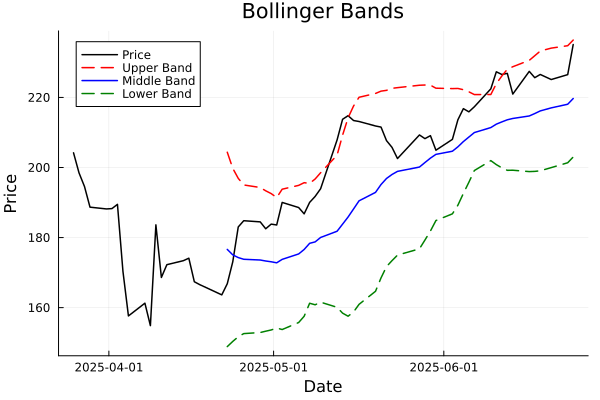 Bollinger Bands
Price
Upper Band
Middle Band
Lower Band
Price
220
200
180
160
2025-04-01
2025-05-01
2025-06-01
Date